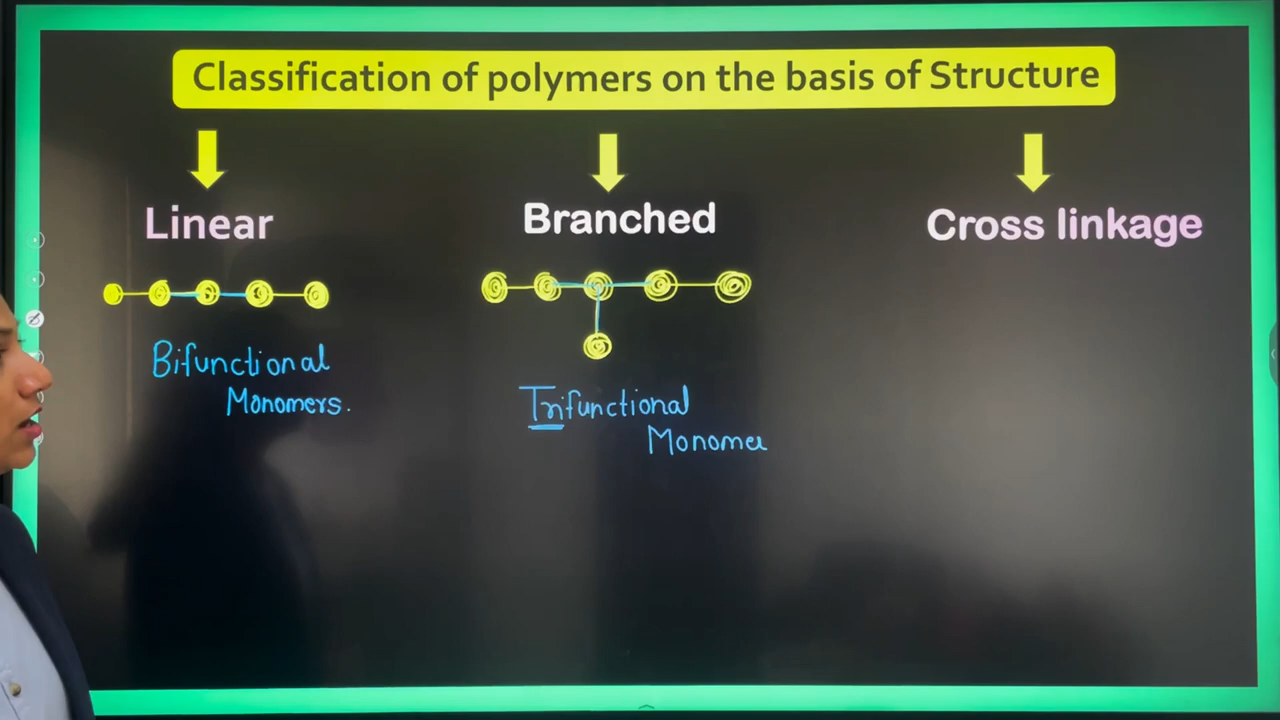 Classification of polymers on the basis of Structure
Linear
Bifunctional
Monomers.
Branched
Trifunctional
Monomer
Cross linkage